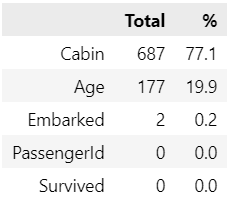 Total %
Cabin 687 77.1
Age 177 19.9
Embarked 2 0.2
PassengerId 0 0.0
Survived 0 0.0